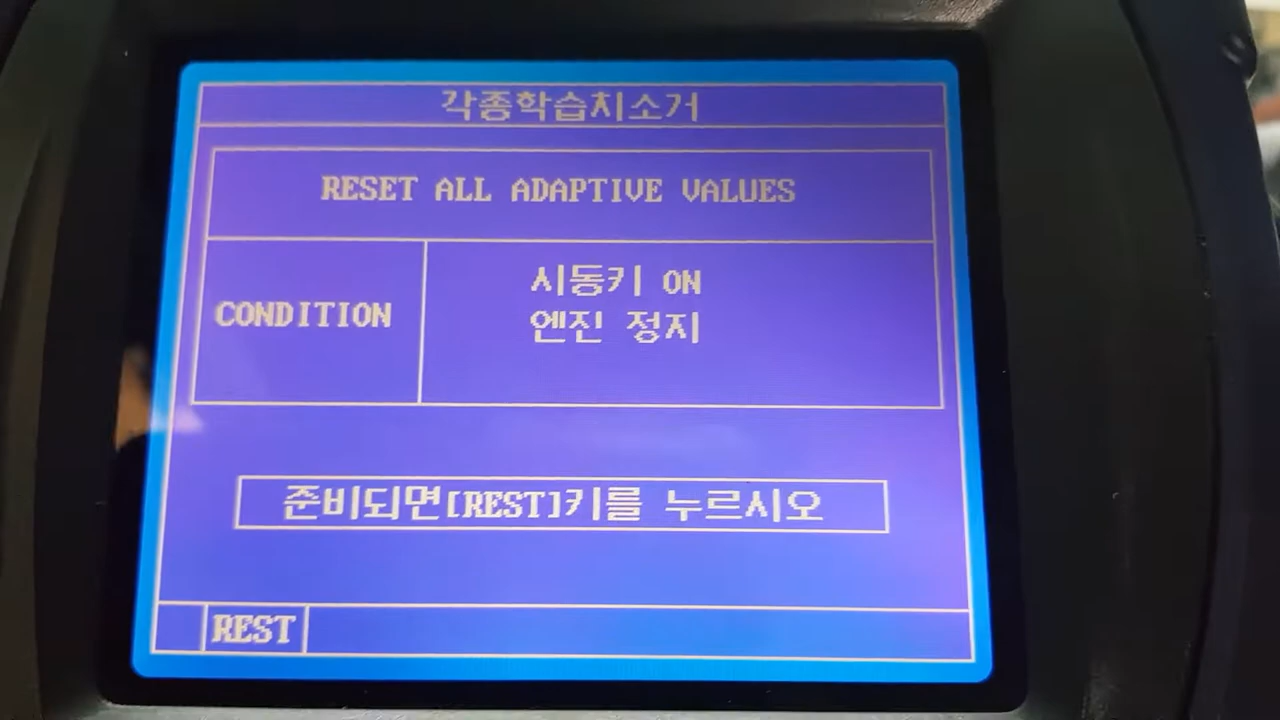 각종학습치소거
RESET ALL ADAPTIVE VALUES
CONDITION
시동키 ON
엔진 정지
준비되면[REST]키를 누르시오
REST